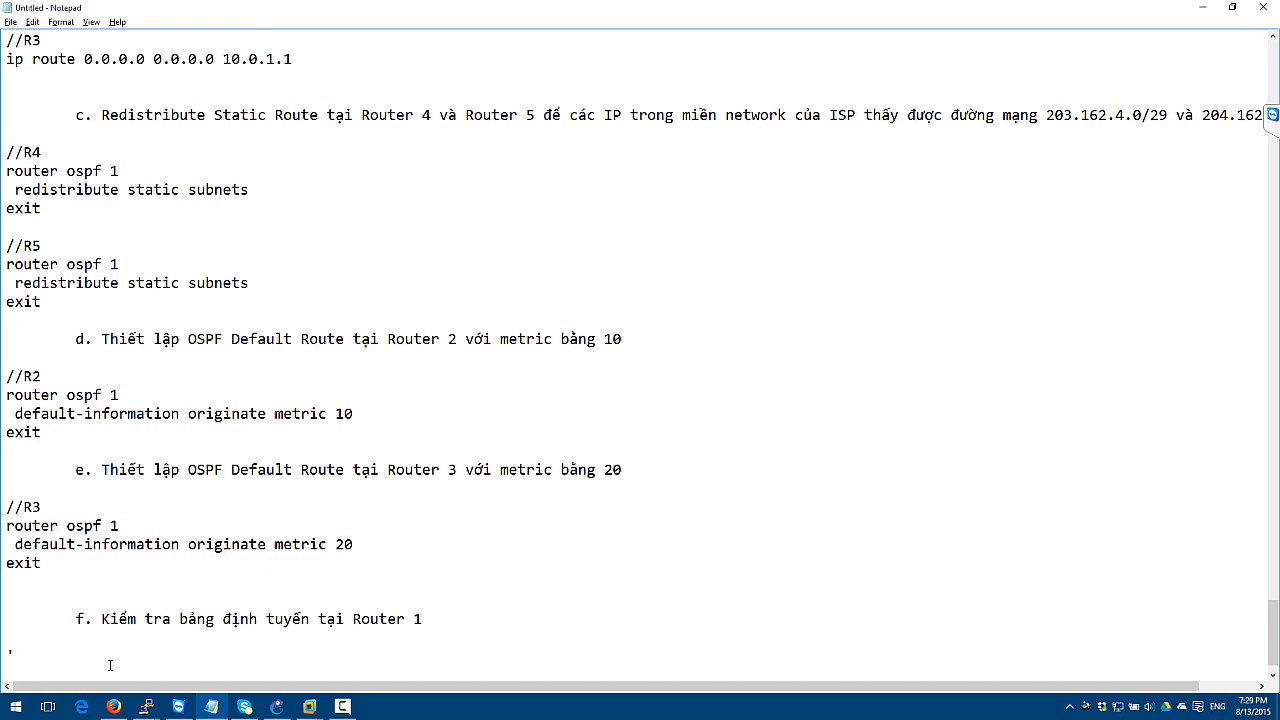 Untitled - Notepad
File Edit Format View Help
//R3
ip route 0.0.0.0 0.0.0.0 10.0.1.1
c. Redistribute Static Route tại Router 4 và Router 5 để các IP trong miền network của ISP thấy được đường mạng 203.162.4.0/29 và 204.162
//R4
router ospf 1
redistribute static subnets
exit
//R5
router ospf 1
redistribute static subnets
exit
d. Thiết lập OSPF Default Route tại Router 2 với metric bằng 10
//R2
router ospf 1
default-information originate metric 10
exit
e. Thiết lập OSPF Default Route tại Router 3 với metric bằng 20
//R3
router ospf 1
default-information originate metric 20
exit
f. Kiểm tra bảng định tuyến tại Router 1
'
ENG
7:29 PM
8/13/2015